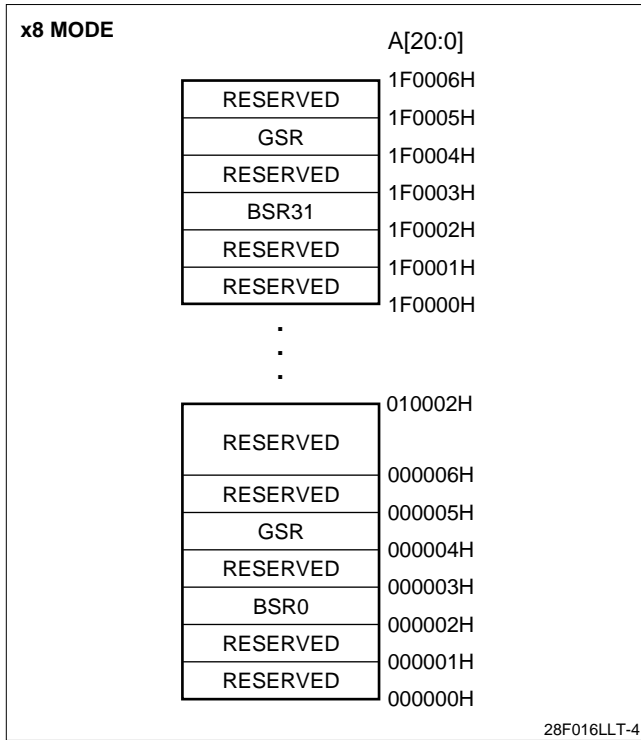 x8 MODE
A[20:0]
1F0006H
RESERVED
1F0005H
GSR
1F0004H
RESERVED
1F0003H
BSR31
1F0002H
RESERVED
1F0001H
RESERVED
1F0000H
.
.
.
010002H
RESERVED
000006H
RESERVED
000005H
GSR
000004H
RESERVED
000003H
BSR0
000002H
RESERVED
000001H
RESERVED
000000H
28F016LLT-4